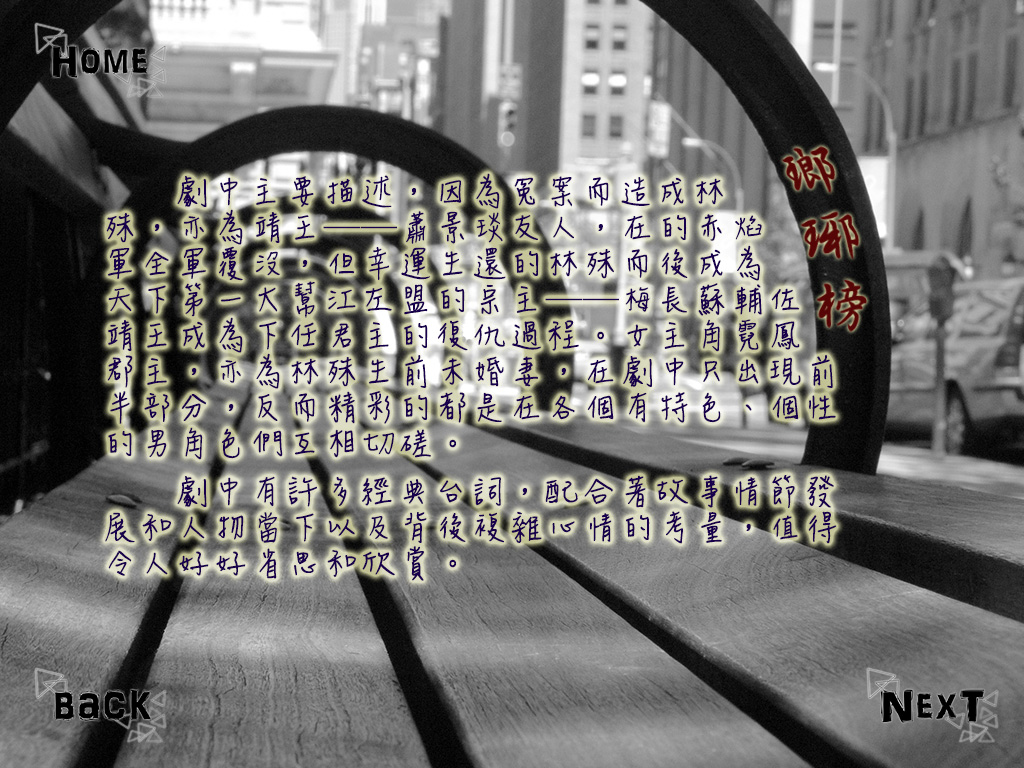 HOME
瑯琊榜
劇中主要描述，因為冤案而造成林
殊，亦為靖王——蕭景琰友人，在的赤焰
軍全軍覆沒，但幸運生還的林殊而後成為
天下第一大幫江左盟的宗主——梅長蘇輔佐
靖王成為下任君主的復仇過程。女主角霓凰
郡主，亦為林殊生前未婚妻，在劇中只出現前
半部分，反而精彩的都是在各個有特色、個性
的男角色們互相切磋。
劇中有許多經典台詞，配合著故事情節發
展和人物當下以及背後複雜心情的考量，值得
令人好好省思和欣賞。
BACK
NEXT